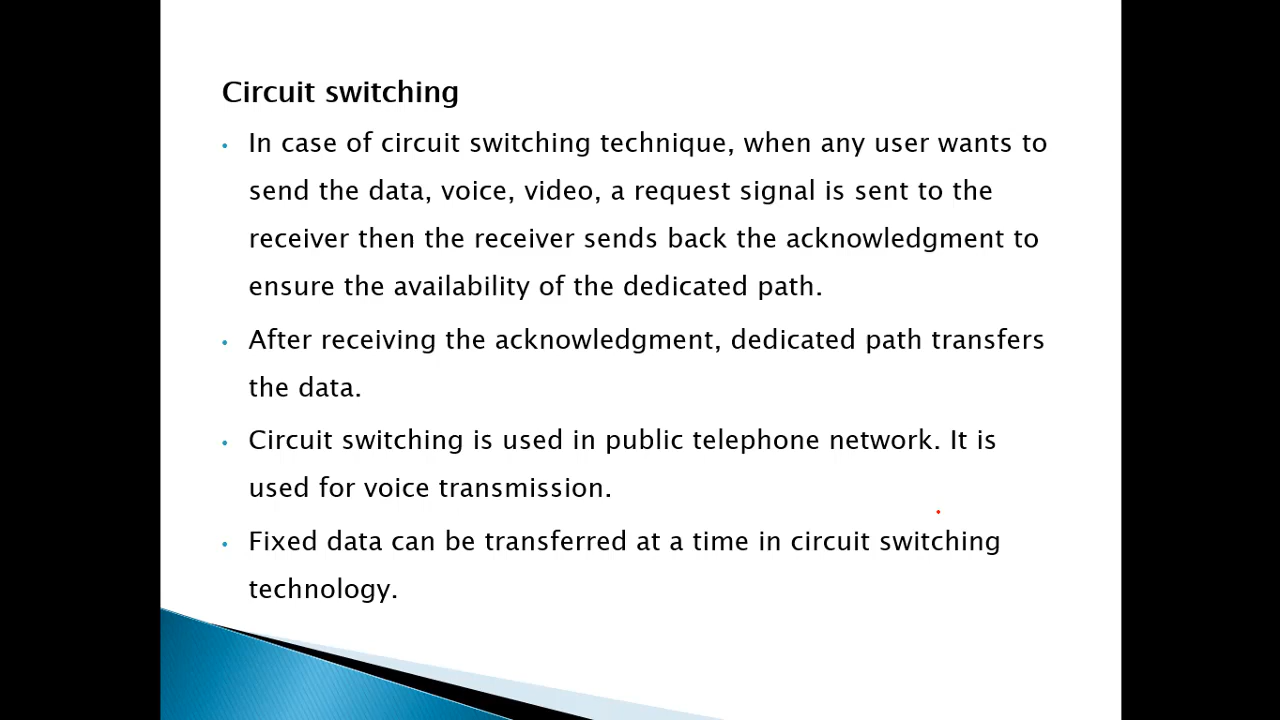 Circuit switching
• In case of circuit switching technique, when any user wants to
send the data, voice, video, a request signal is sent to the
receiver then the receiver sends back the acknowledgment to
ensure the availability of the dedicated path.
• After receiving the acknowledgment, dedicated path transfers
the data.
• Circuit switching is used in public telephone network. It is
used for voice transmission.
• Fixed data can be transferred at a time in circuit switching
technology.